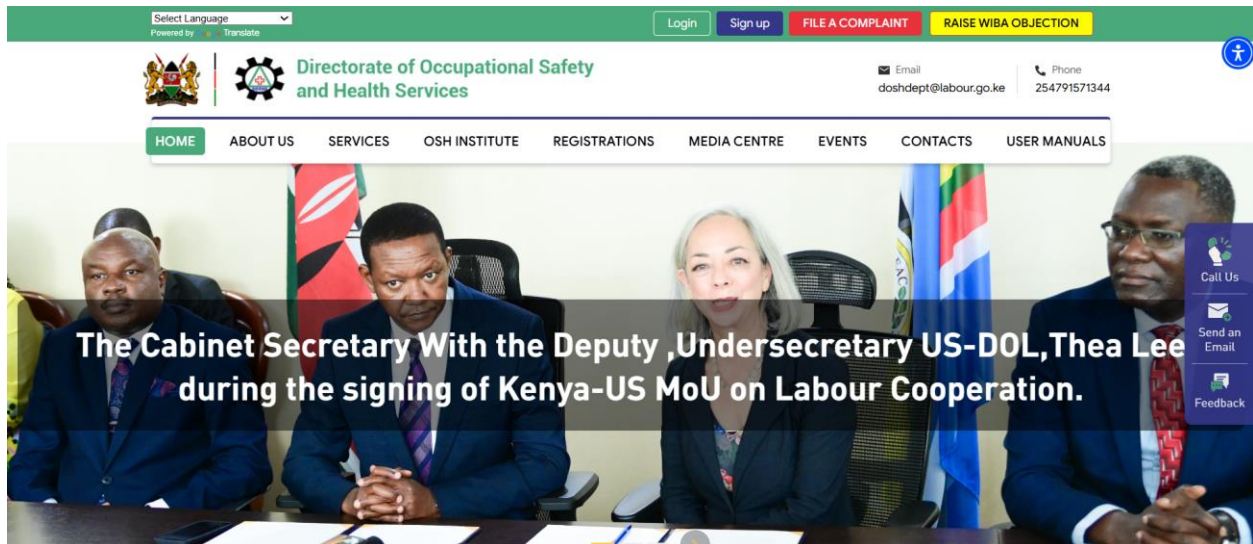 Select Language
Powered by Translate
Login Sign up FILE A COMPLAINT RAISE WIBA OBJECTION
Directorate of Occupational Safety
and Health Services
Email
doshdept@labour.go.ke
Phone
254791571344
HOME ABOUT US SERVICES OSH INSTITUTE REGISTRATIONS MEDIA CENTRE EVENTS CONTACTS USER MANUALS
EAC
Call Us
Send an
Email
Feedback
The Cabinet Secretary With the Deputy ,Undersecretary US-DOL,Thea Lee
during the signing of Kenya-US MoU on Labour Cooperation.